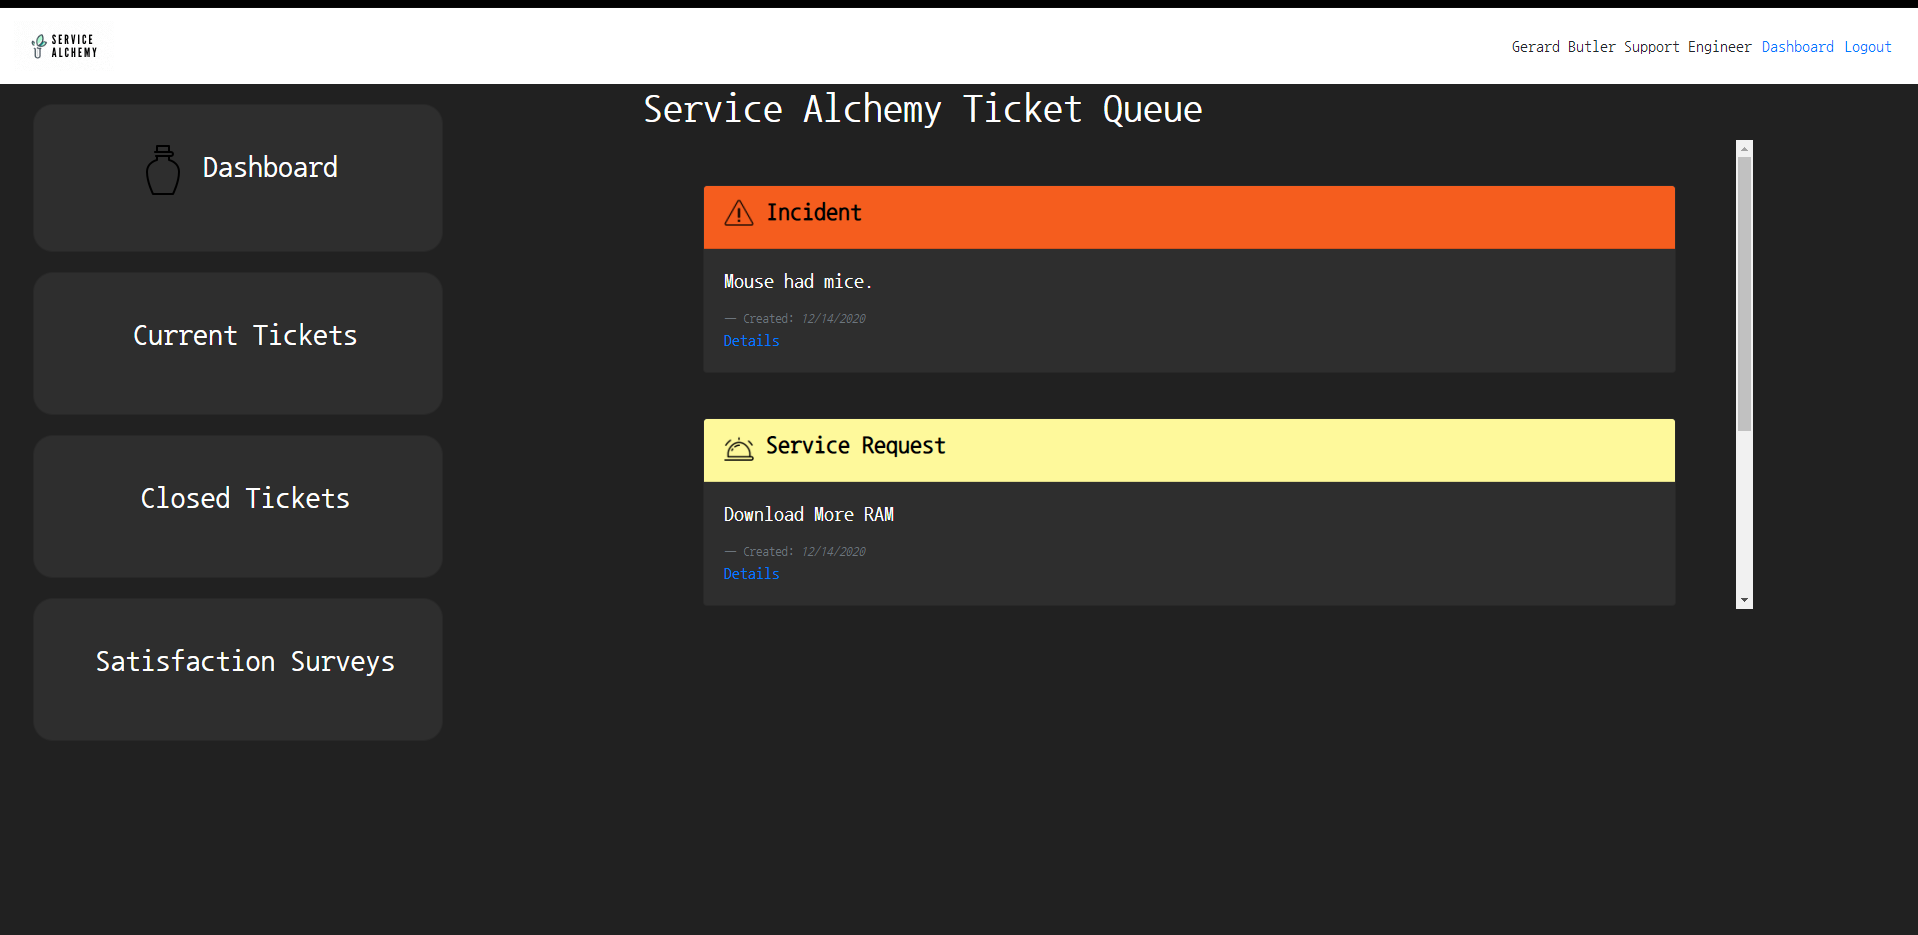 SERVICE
ALCHEMY
Gerard Butler Support Engineer Dashboard Logout
Service Alchemy Ticket Queue
Dashboard
Current Tickets
Closed Tickets
Satisfaction Surveys
Incident
Mouse had mice.
— Created: 12/14/2020
Details
Service Request
Download More RAM
— Created: 12/14/2020
Details